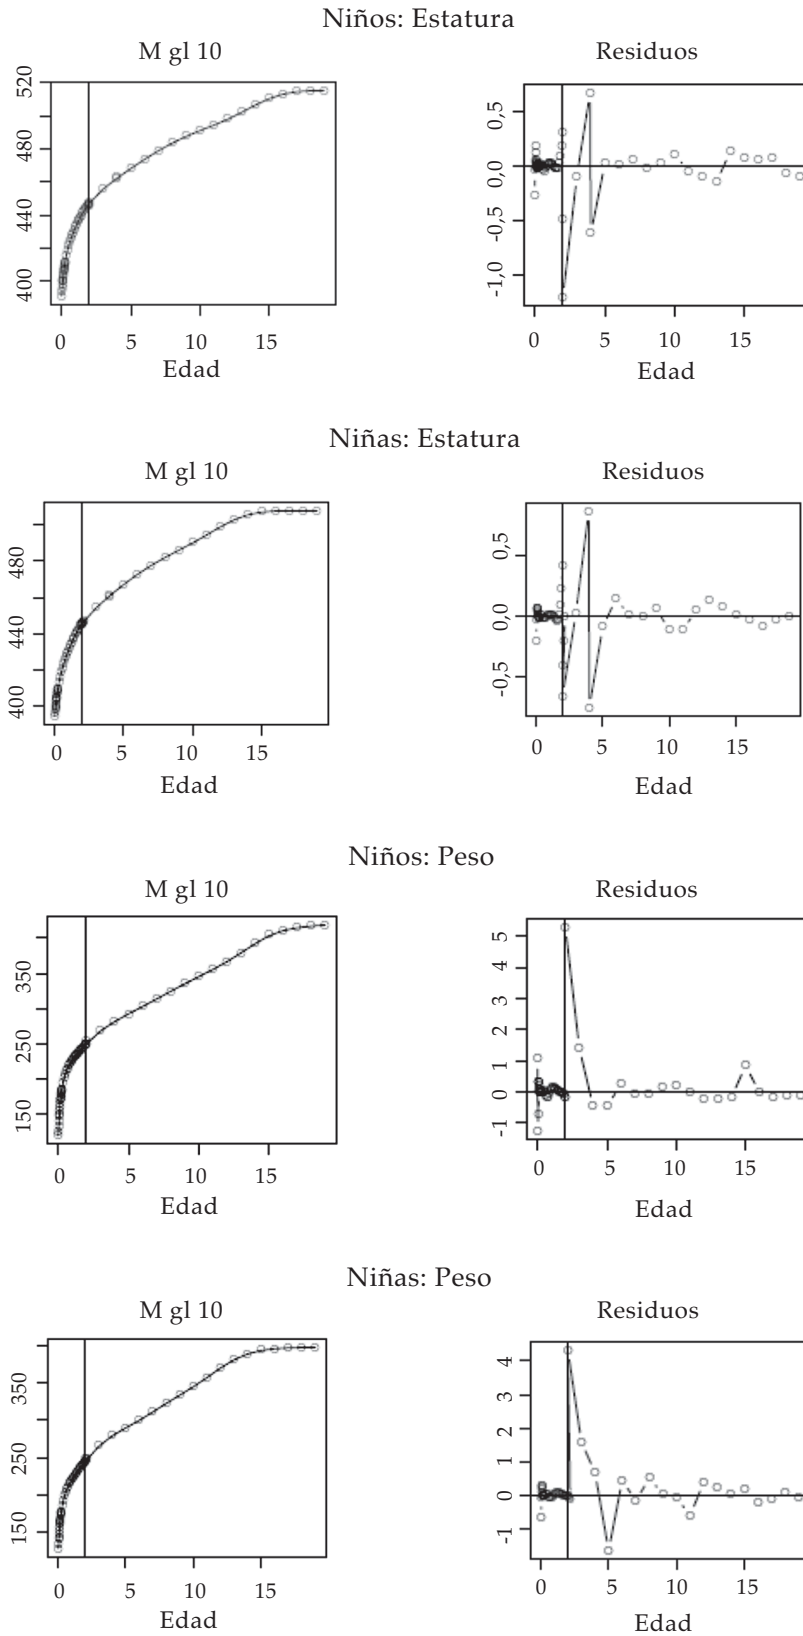 Niños: Estatura
M gl 10
Residuos
520
480
440
400
0 5 10 15
Edad
0,5
0,0
-0,5
-1,0
0 5 10 15
Edad
Niñas: Estatura
M gl 10
Residuos
480
440
400
0 5 10 15
Edad
0,5
0,0
-0,5
0 5 10 15
Edad
Niños: Peso
M gl 10
Residuos
350
250
150
0 5 10 15
Edad
5
4
3
2
1
0
-1
0 5 10 15
Edad
Niñas: Peso
M gl 10
Residuos
350
250
150
0 5 10 15
Edad
4
3
2
1
0
-1
0 5 10 15
Edad